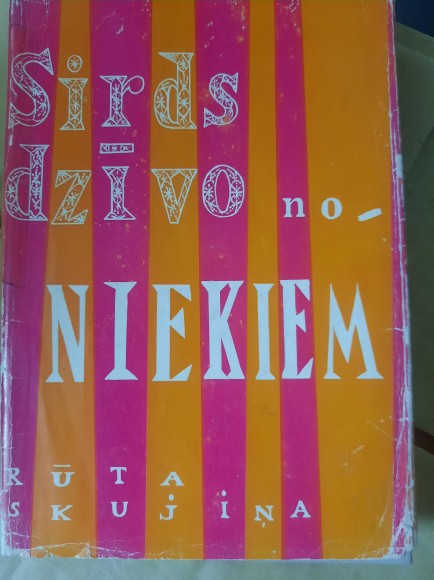 Sirds
dzīvo no
NIEKIEM
RŪTA
SKUJIŅA